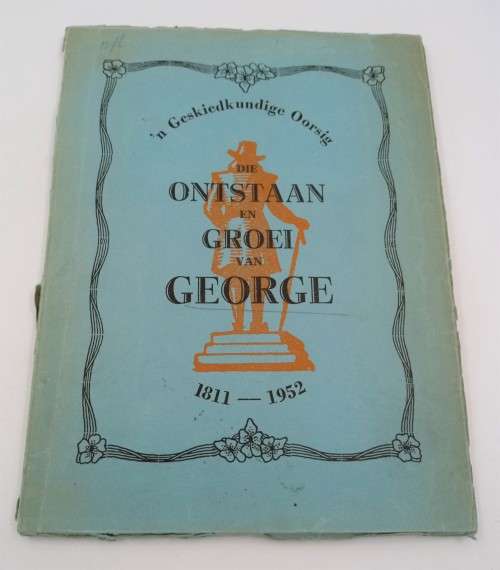 'n Geskiedkundige Oorsig
DIE
ONTSTAAN
EN
GROEI
VAN
GEORGE
1811 — 1952